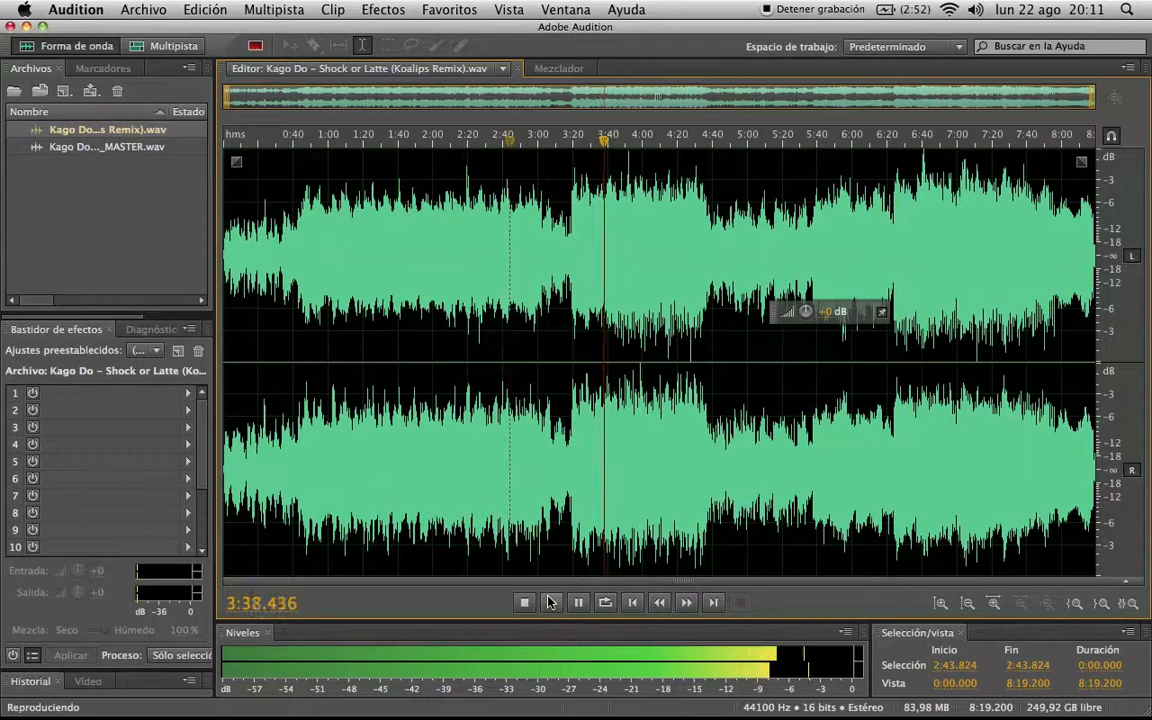 Audition Archivo Edición Multipista Clip Efectos Favoritos Vista Ventana Ayuda Detener grabación (2:52) lun 22 ago 20:11
Adobe Audition
Forma de onda Multipista Espacio de trabajo: Predeterminado Buscar en la Ayuda
Archivos Marcadores Editor: Kago Do – Shock or Latte (Koalips Remix).wav Mezclador
Nombre Estado
Kago Do...s Remix).wav
Kago Do..._MASTER.wav
hms 0:40 1:00 1:20 1:40 2:00 2:20 2:40 3:00 3:20 3:40 4:00 4:20 4:40 5:00 5:20 5:40 6:00 6:20 6:40 7:00 7:20 7:40 8:00 8:
dB
-3
-6
-12
-18
-∞ L
-18
-12
-6
-3
+0 dB
dB
-3
-6
-12
-18
-∞ R
-18
-12
-6
-3
Bastidor de efectos Diagnóstic
Ajustes preestablecidos: (...
Archivo: Kago Do – Shock or Latte (Ko...
1
2
3
4
5
6
7
8
9
10
Entrada: +0
Salida: +0
dB -36 0
Mezcla: Seco Húmedo 100 %
Aplicar Proceso: Sólo selecció
Historial Vídeo
3:38.436
Niveles
dB -57 -54 -51 -48 -45 -42 -39 -36 -33 -30 -27 -24 -21 -18 -15 -12 -9 -6 -3 0
Selección/vista
Inicio Fin Duración
Selección 2:43.824 2:43.824 0:00.000
Vista 0:00.000 8:19.200 8:19.200
Reproduciendo 44100 Hz • 16 bits • Estéreo 83,98 MB 8:19.200 249,92 GB libre